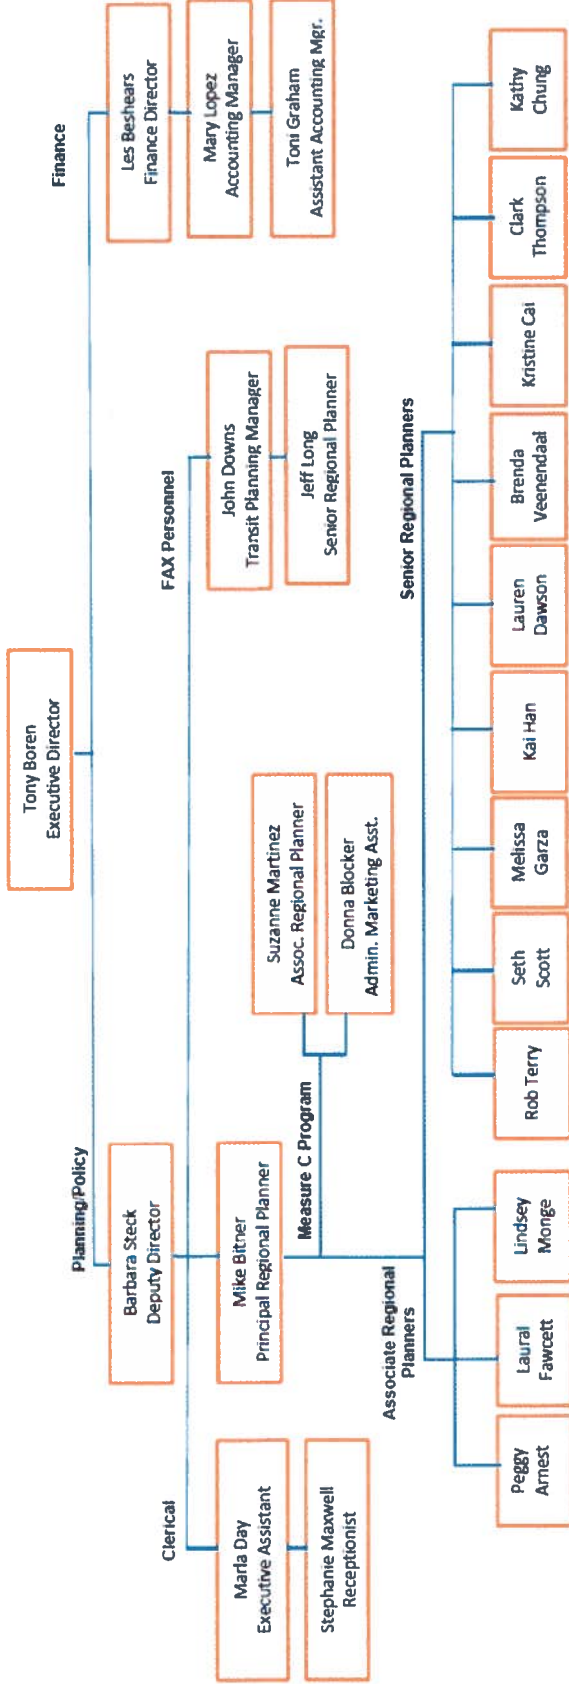 Tony Boren
Executive Director
Planning/Policy
Finance
Barbara Steck
Deputy Director
Les Beshears
Finance Director
Mary Lopez
Accounting Manager
Toni Graham
Assistant Accounting Mgr.
Clerical
FAX Personnel
Marla Day
Executive Assistant
Stephanie Maxwell
Receptionist
Mike Bitner
Principal Regional Planner
John Downs
Transit Planning Manager
Jeff Long
Senior Regional Planner
Measure C Program
Suzanne Martinez
Assoc. Regional Planner
Donna Blocker
Admin. Marketing Asst.
Associate Regional
Planners
Senior Regional Planners
Peggy
Arnest
Laural
Fawcett
Lindsey
Monge
Rob Terry
Seth
Scott
Melissa
Garza
Kai Han
Lauren
Dawson
Brenda
Veenendaal
Kristine Cai
Clark
Thompson
Kathy
Chung